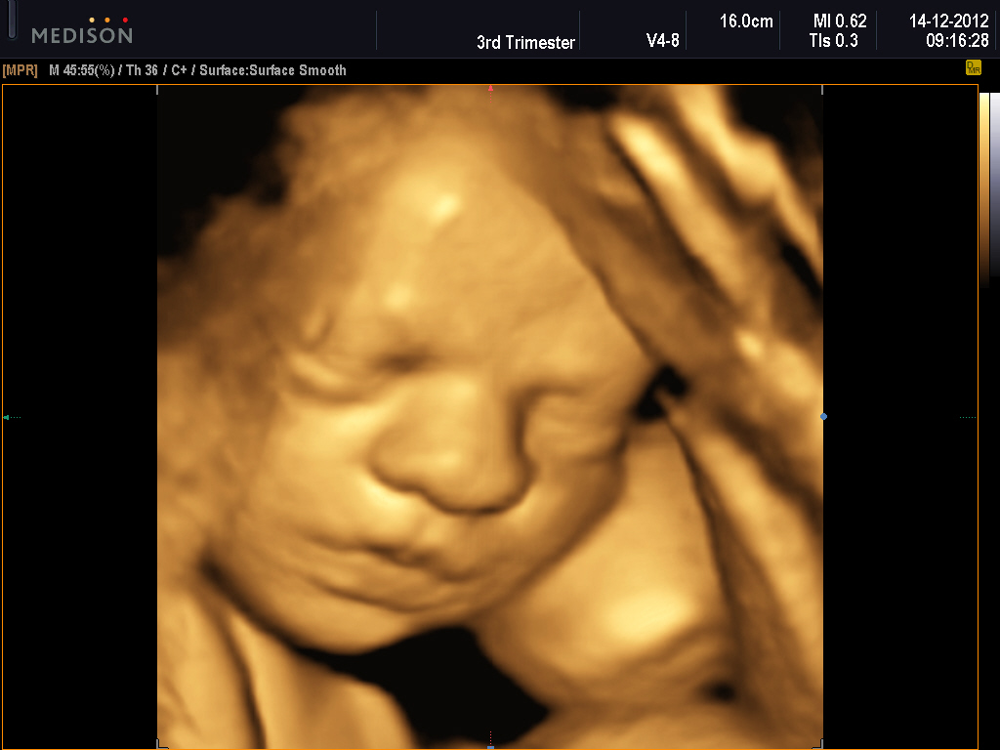 MEDISON
3rd Trimester
V4-8
16.0cm
MI 0.62
TIs 0.3
14-12-2012
09:16:28
[MPR] M 45:55(%) / Th 36 / C+ / Surface:Surface Smooth